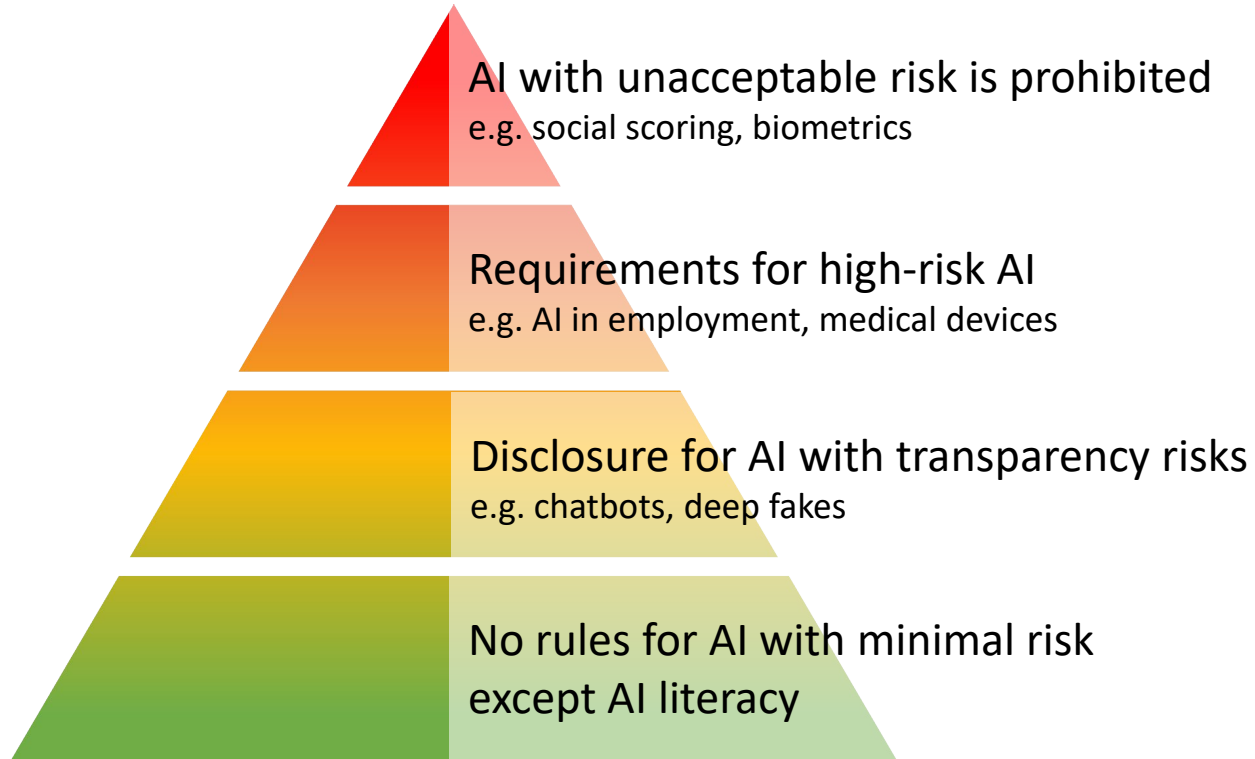 AI with unacceptable risk is prohibited
e.g. social scoring, biometrics
Requirements for high-risk AI
e.g. AI in employment, medical devices
Disclosure for AI with transparency risks
e.g. chatbots, deep fakes
No rules for AI with minimal risk
except AI literacy